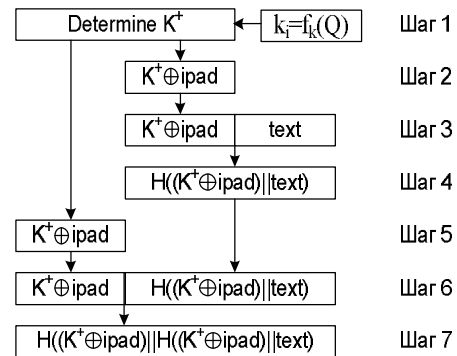 Determine K⁺ kᵢ=fₖ(Q) Шаг 1
K⁺⊕ipad Шаг 2
K⁺⊕ipad text Шаг 3
H((K⁺⊕ipad)||text) Шаг 4
K⁺⊕ipad Шаг 5
K⁺⊕ipad H((K⁺⊕ipad)||text) Шаг 6
H((K⁺⊕ipad)||H((K⁺⊕ipad)||text) Шаг 7